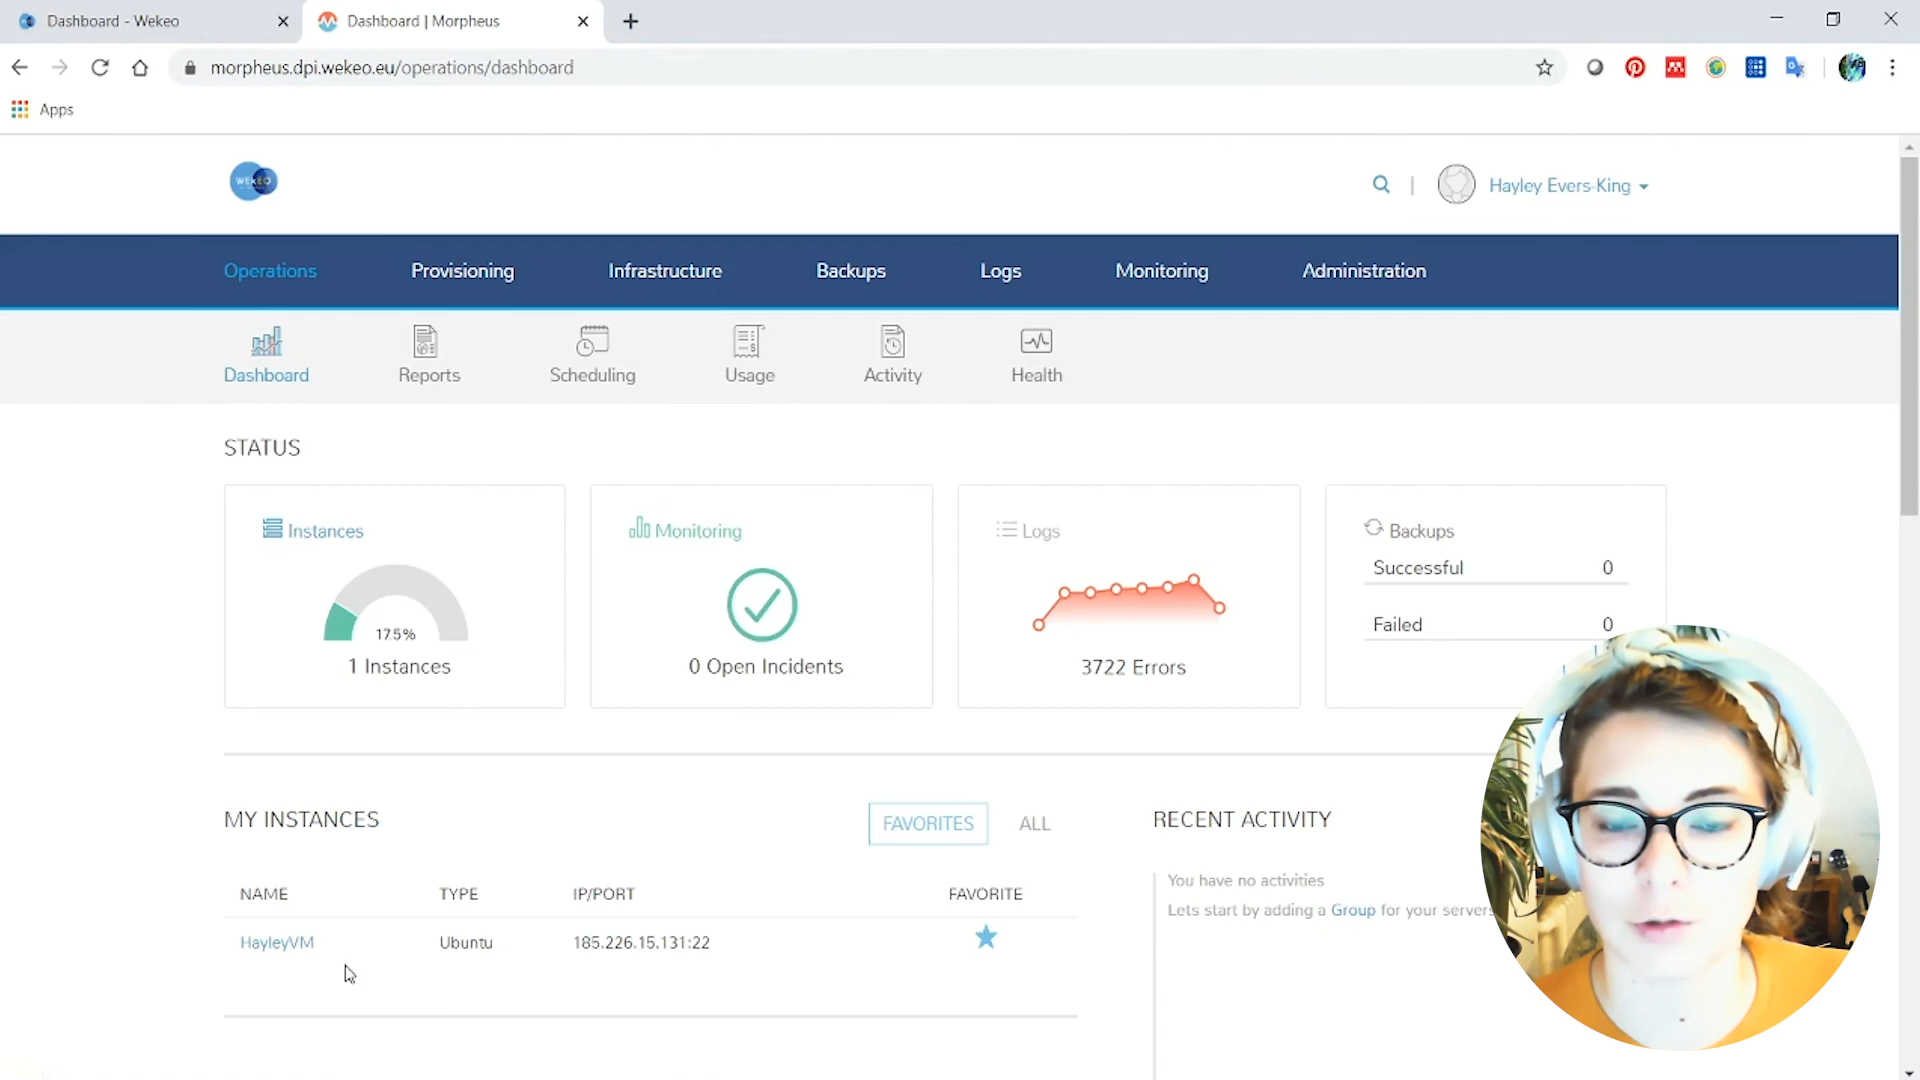 Dashboard - Wekeo
Dashboard | Morpheus
morpheus.dpi.wekeo.eu/operations/dashboard
Apps
WEKEO
Hayley Evers-King
Operations Provisioning Infrastructure Backups Logs Monitoring Administration
Dashboard Reports Scheduling Usage Activity Health
STATUS
Instances
17.5%
1 Instances
Monitoring
0 Open Incidents
Logs
3722 Errors
Backups
Successful 0
Failed 0
MY INSTANCES
FAVORITES ALL
NAME TYPE IP/PORT FAVORITE
HayleyVM Ubuntu 185.226.15.131:22
RECENT ACTIVITY
You have no activities
Lets start by adding a Group for your servers